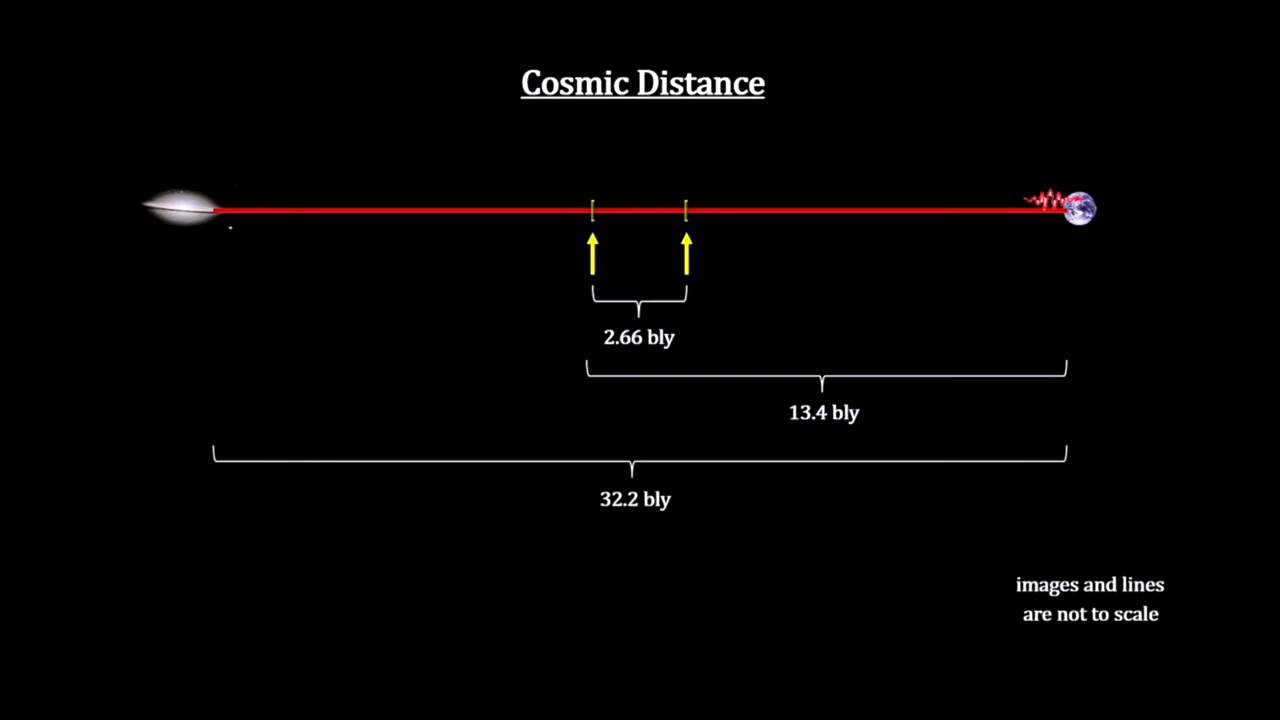 Cosmic Distance
2.66 bly
13.4 bly
32.2 bly
images and lines
are not to scale